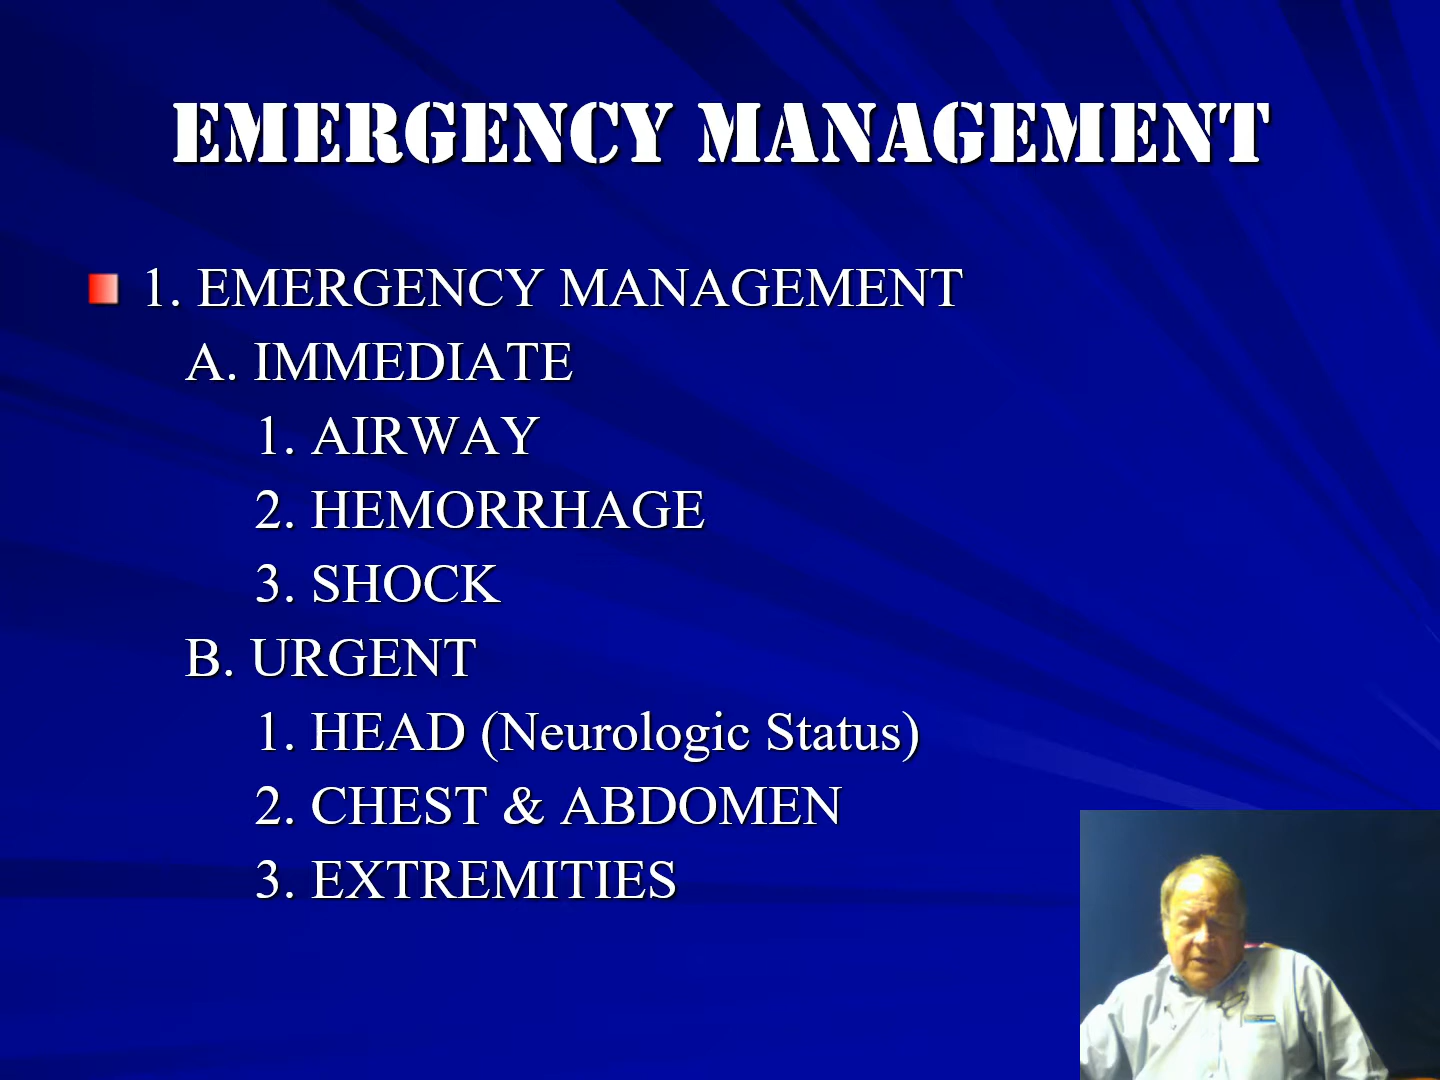 EMERGENCY MANAGEMENT
1. EMERGENCY MANAGEMENT
A. IMMEDIATE
1. AIRWAY
2. HEMORRHAGE
3. SHOCK
B. URGENT
1. HEAD (Neurologic Status)
2. CHEST & ABDOMEN
3. EXTREMITIES